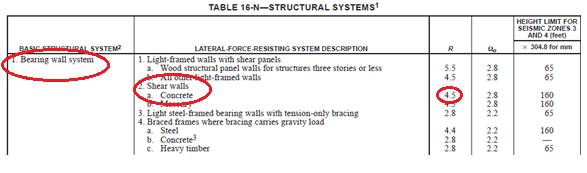 TABLE 16-N—STRUCTURAL SYSTEMS1
HEIGHT LIMIT FOR
SEISMIC ZONES 3
AND 4 (feet)
BASIC STRUCTURAL SYSTEM2 LATERAL-FORCE-RESISTING SYSTEM DESCRIPTION R Ωo × 304.8 for mm
1. Bearing wall system 1. Light-framed walls with shear panels
a. Wood structural panel walls for structures three stories or less 5.5 2.8 65
b. All other light-framed walls 4.5 2.8 65
2. Shear walls
a. Concrete 4.5 2.8 160
b. Masonry 4.5 2.8 160
3. Light steel-framed bearing walls with tension-only bracing 2.8 2.2 65
4. Braced frames where bracing carries gravity load
a. Steel 4.4 2.2 160
b. Concrete3 2.8 2.2 —
c. Heavy timber 2.8 2.2 65